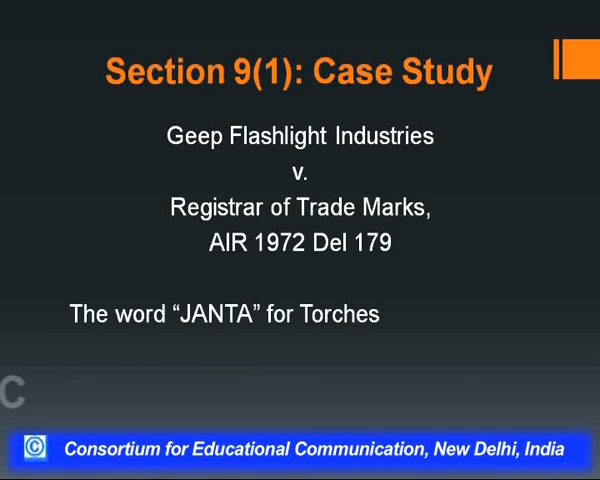 Section 9(1): Case Study
Geep Flashlight Industries
v.
Registrar of Trade Marks,
AIR 1972 Del 179
The word “JANTA” for Torches
C
© Consortium for Educational Communication, New Delhi, India